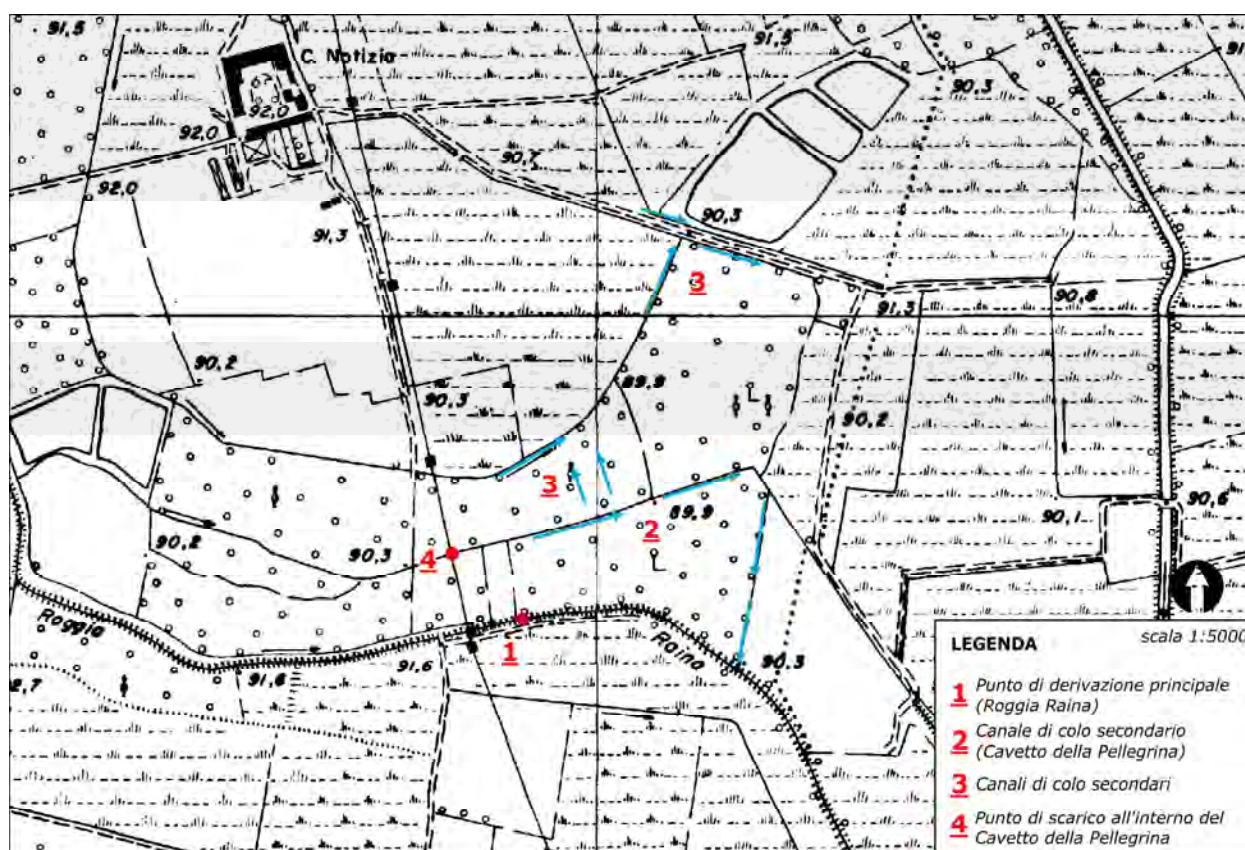 91,5
C. Notizia
92,0
92,0
92,0
91,5
90,3
91
90,7
90,3
91,3
3
91,3
90,8
90,2
89,9
90,3
90,2
3
2
89,9
90,6
90,1
90,2
90,3
4
Roggia
1
Raina
90,3
91,6
91,6
2,7
LEGENDA
scala 1:5000
1 Punto di derivazione principale
(Roggia Raina)
2 Canale di colo secondario
(Cavetto della Pellegrina)
3 Canali di colo secondari
4 Punto di scarico all'interno del
Cavetto della Pellegrina